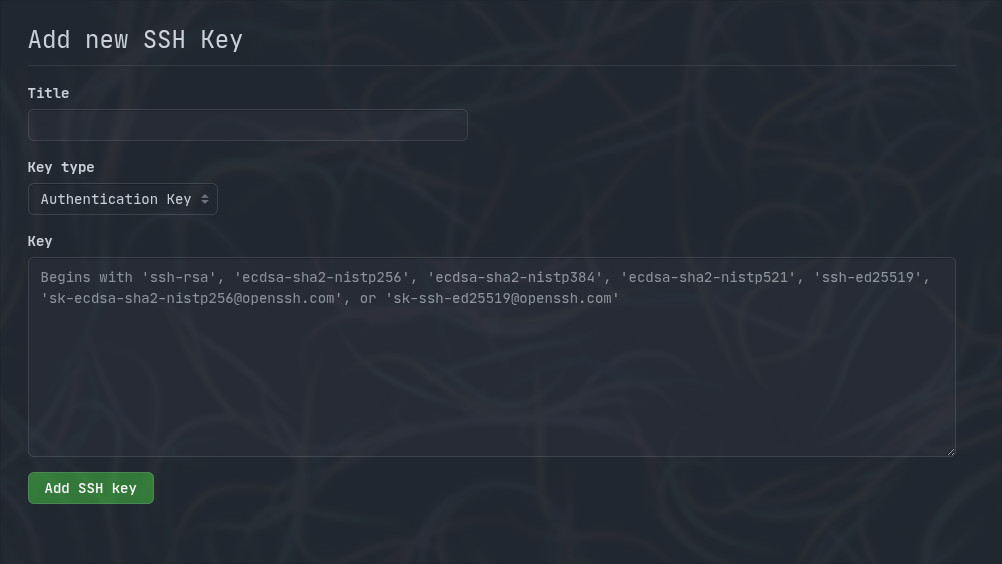 Add new SSH Key
Title
Key type
Authentication Key
Key
Begins with 'ssh-rsa', 'ecdsa-sha2-nistp256', 'ecdsa-sha2-nistp384', 'ecdsa-sha2-nistp521', 'ssh-ed25519',
'sk-ecdsa-sha2-nistp256@openssh.com', or 'sk-ssh-ed25519@openssh.com'
Add SSH key